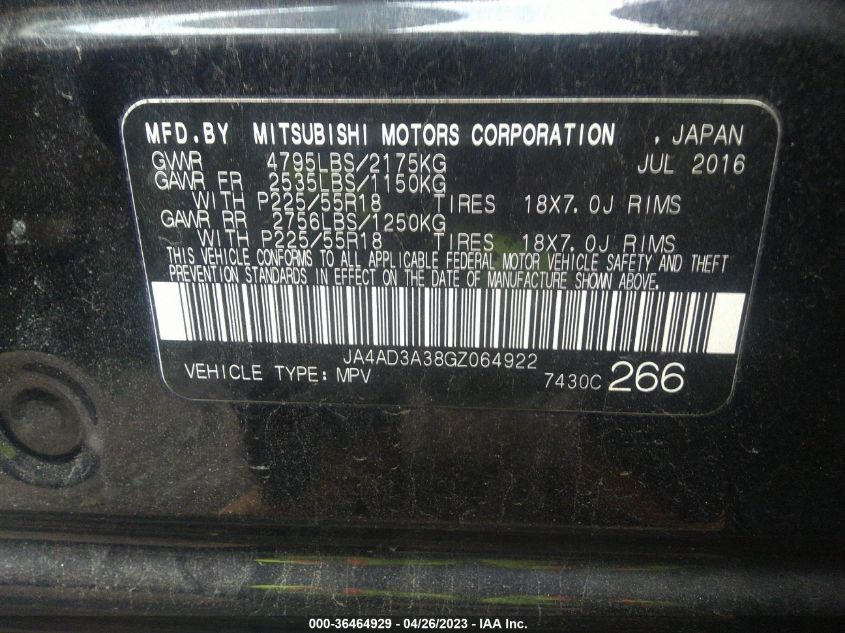 MFD.BY MITSUBISHI MOTORS CORPORATION , JAPAN
GVWR 4795LBS/2175KG JUL 2016
GAWR FR 2535LBS/1150KG
WITH P225/55R18 TIRES 18X7.0J RIMS
GAWR RR 2756LBS/1250KG
WITH P225/55R18 TIRES 18X7.0J RIMS
THIS VEHICLE CONFORMS TO ALL APPLICABLE FEDERAL MOTOR VEHICLE SAFETY AND THEFT
PREVENTION STANDARDS IN EFFECT ON THE DATE OF MANUFACTURE SHOWN ABOVE.
JA4AD3A38GZ064922
VEHICLE TYPE: MPV 7430C 266
000-36464929 - 04/26/2023 - IAA Inc.